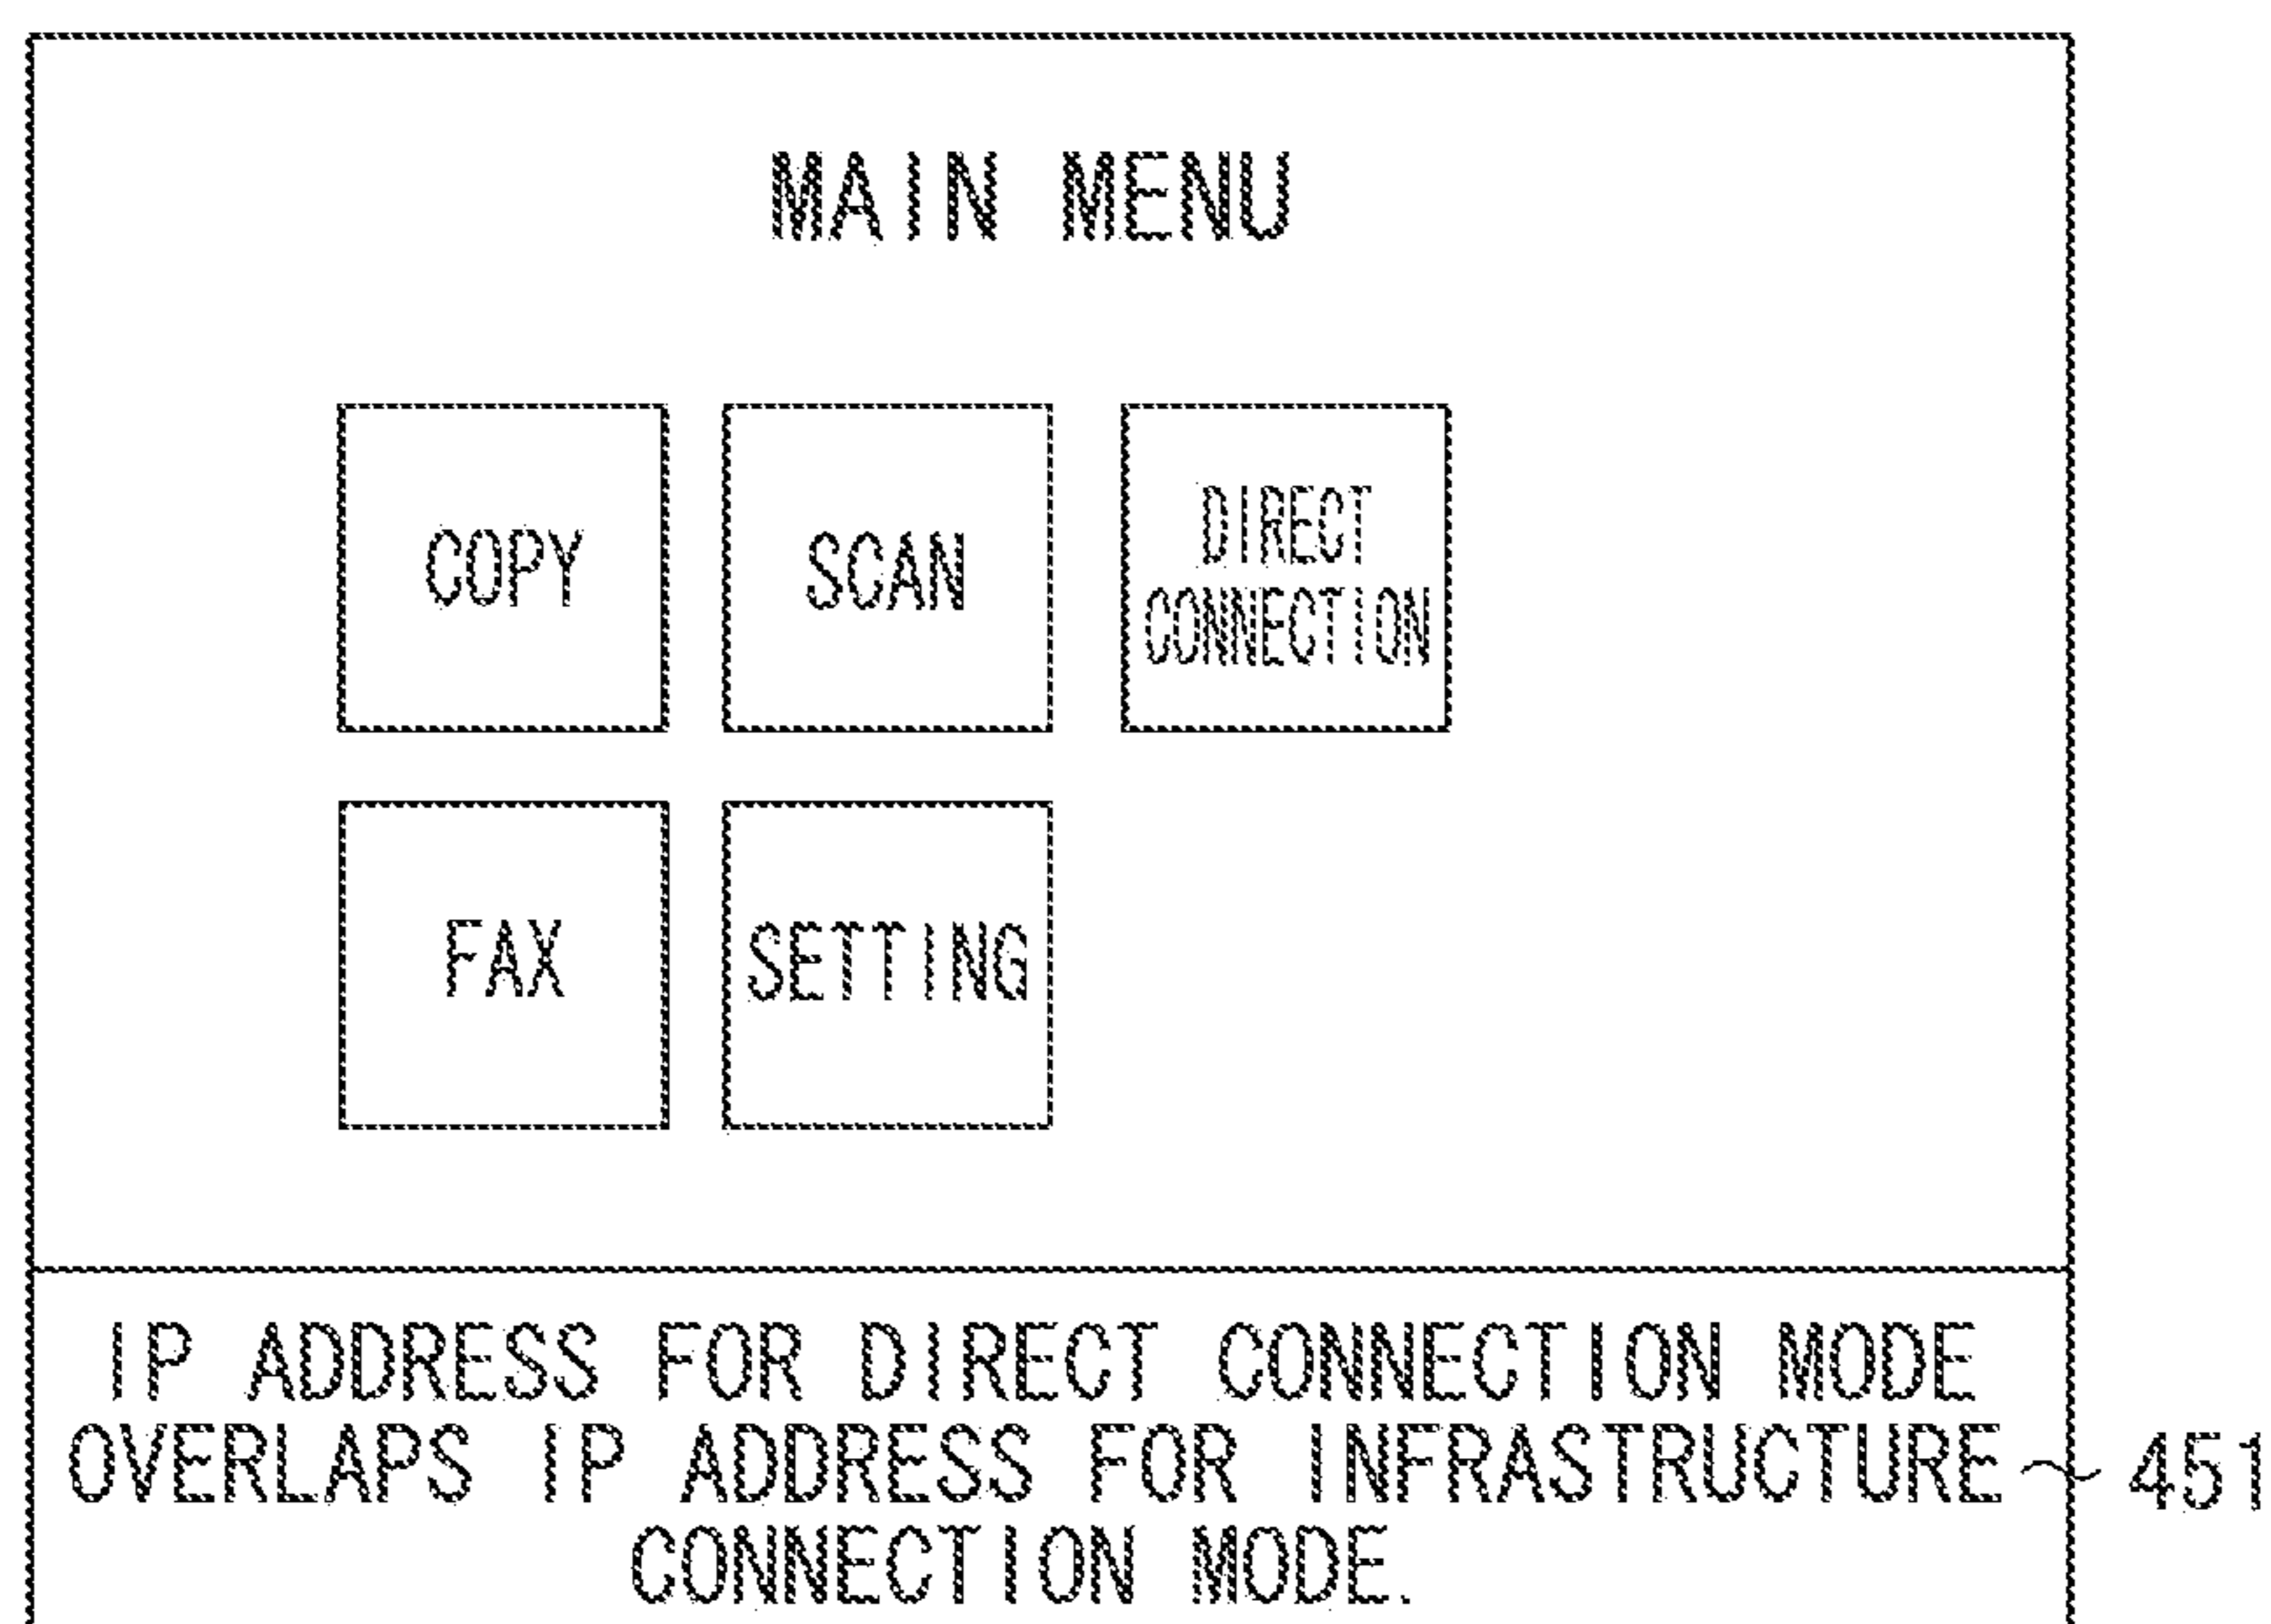 MAIN MENU
COPY
SCAN
DIRECT
CONNECTION
FAX
SETTING
IP ADDRESS FOR DIRECT CONNECTION MODE
OVERLAPS IP ADDRESS FOR INFRASTRUCTURE
CONNECTION MODE.
451